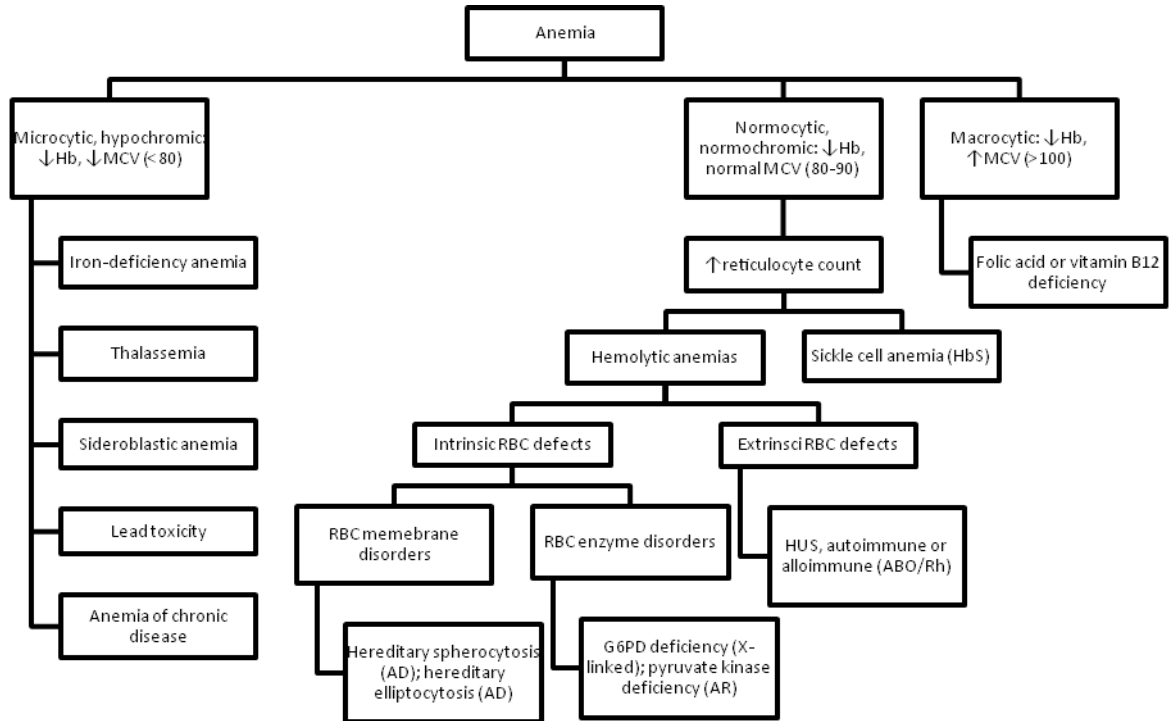 Anemia
Microcytic, hypochromic:
↓Hb, ↓MCV (<80)
Normocytic,
normochromic: ↓Hb,
normal MCV (80-90)
Macrocytic: ↓Hb,
↑MCV (>100)
Iron-deficiency anemia
Thalassemia
Sideroblastic anemia
Lead toxicity
Anemia of chronic
disease
↑reticulocyte count
Folic acid or vitamin B12
deficiency
Hemolytic anemias
Sickle cell anemia (HbS)
Intrinsic RBC defects
Extrinsci RBC defects
RBC memebrane
disorders
RBC enzyme disorders
HUS, autoimmune or
alloimmune (ABO/Rh)
Hereditary spherocytosis
(AD); hereditary
elliptocytosis (AD)
G6PD deficiency (X-
linked); pyruvate kinase
deficiency (AR)